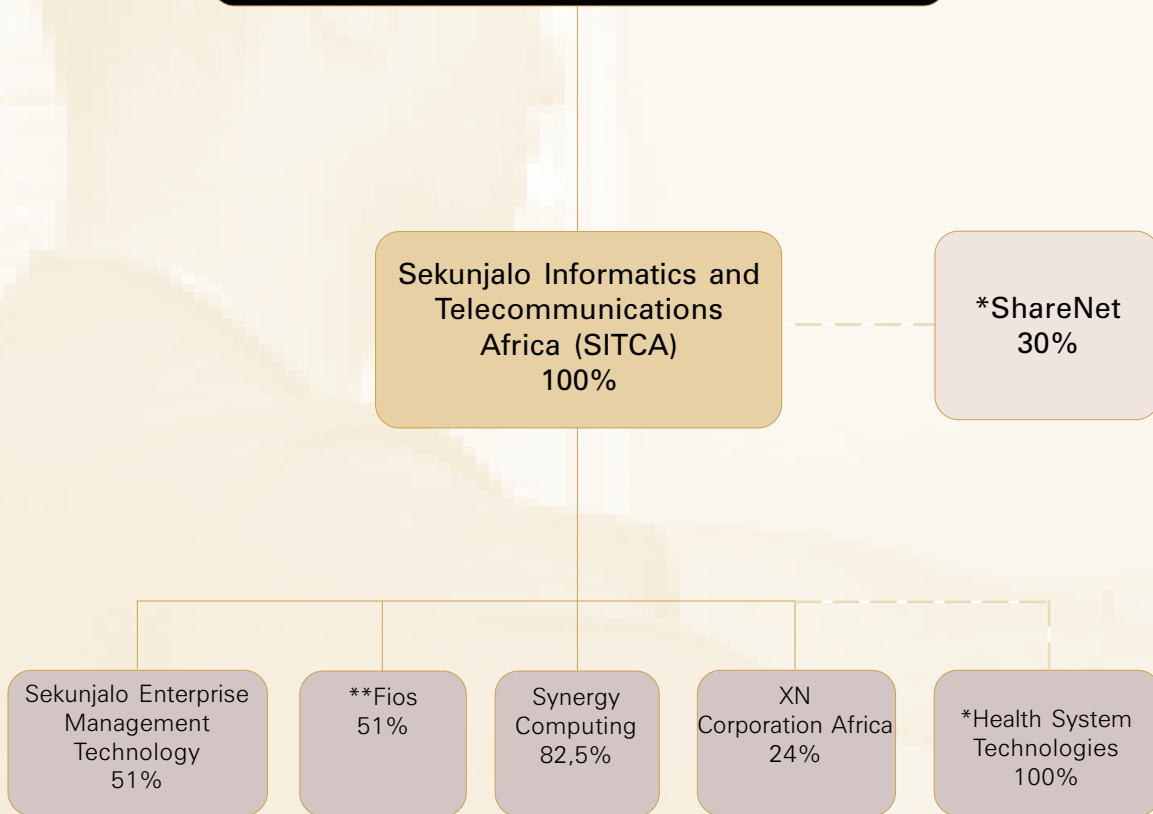 Sekunjalo Informatics and
Telecommunications
Africa (SITCA)
100%
*ShareNet
30%
Sekunjalo Enterprise
Management
Technology
51%
**Fios
51%
Synergy
Computing
82,5%
XN
Corporation Africa
24%
*Health System
Technologies
100%